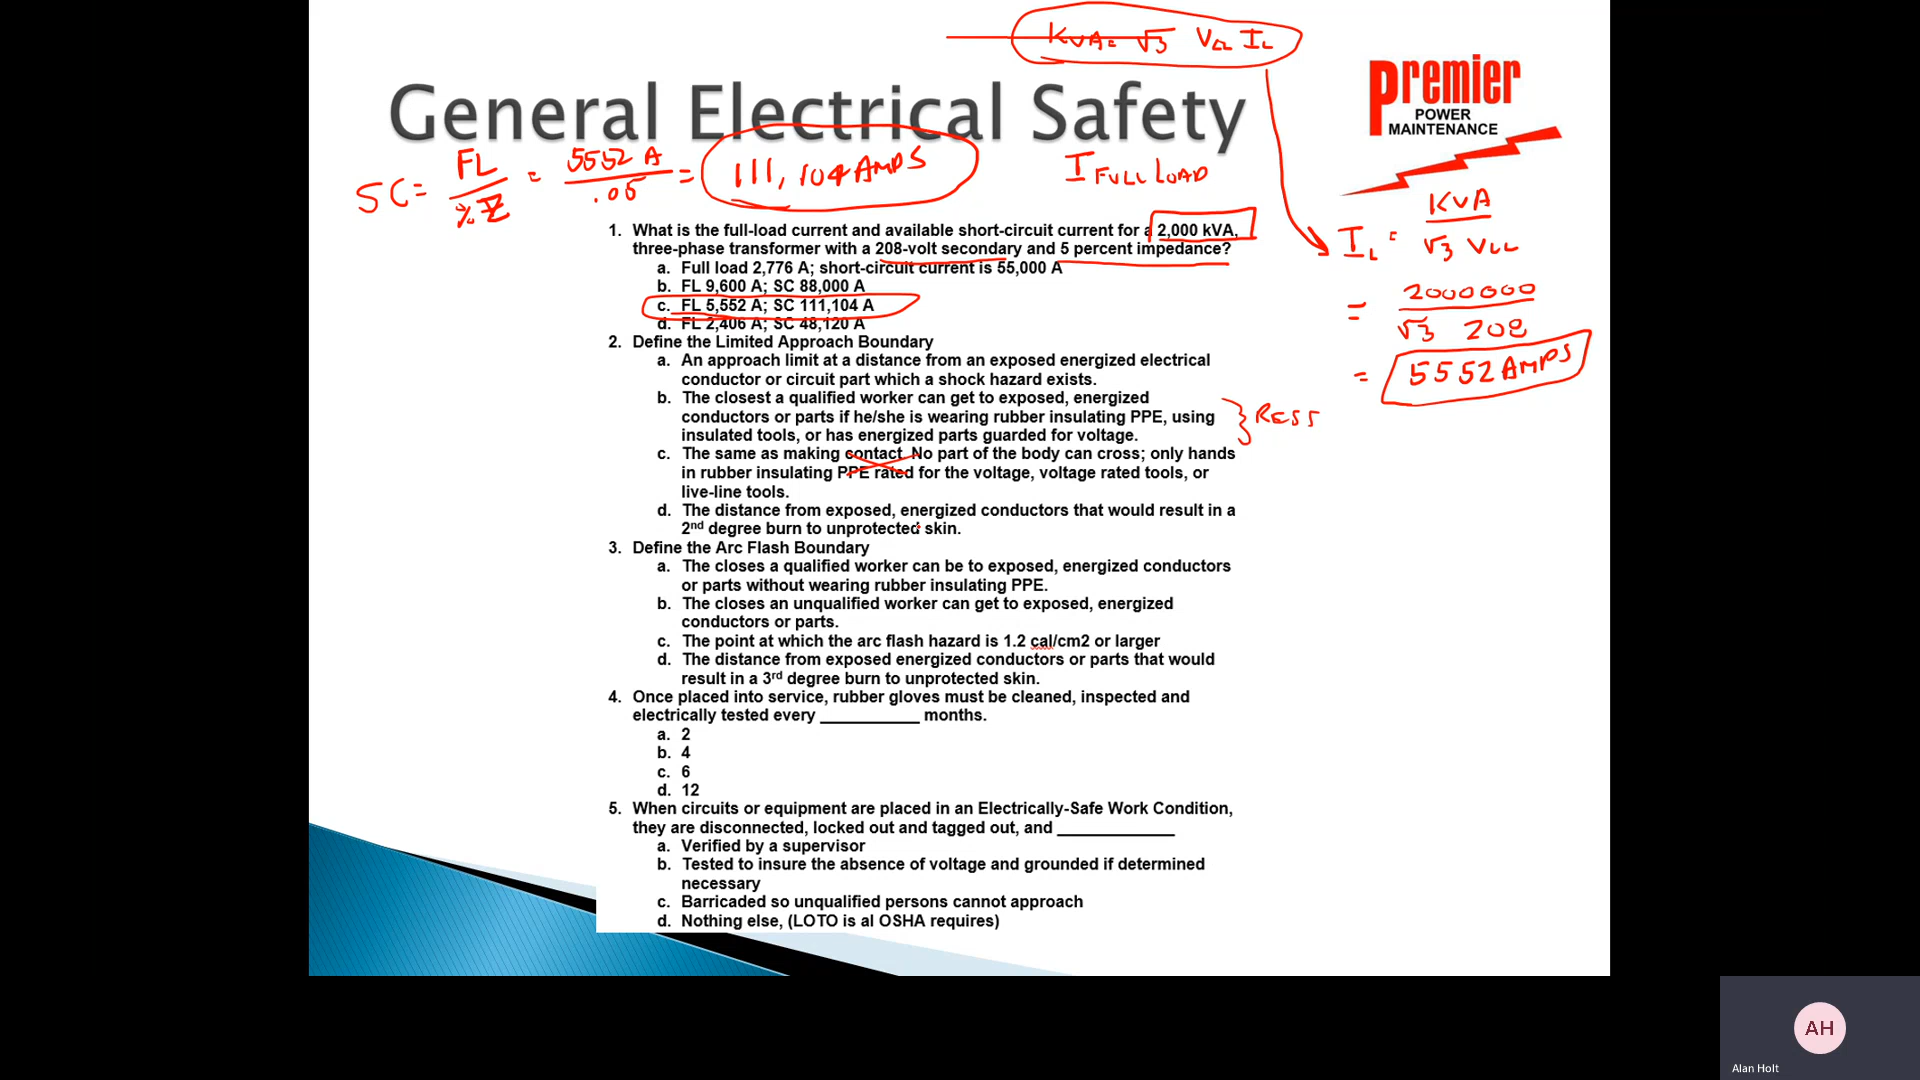 KVA= √3 VLL IL
General Electrical Safety
Premier
POWER
MAINTENANCE
SC= FL / %Z = 5552 A / .05 = 111,104 AMPS
I FULL LOAD
IL = KVA / √3 VLL
= 2000000 / √3 208
= 5552 AMPS
1. What is the full-load current and available short-circuit current for a 2,000 kVA,
three-phase transformer with a 208-volt secondary and 5 percent impedance?
a. Full load 2,776 A; short-circuit current is 55,000 A
b. FL 9,600 A; SC 88,000 A
c. FL 5,552 A; SC 111,104 A
d. FL 2,406 A; SC 48,120 A
2. Define the Limited Approach Boundary
a. An approach limit at a distance from an exposed energized electrical
conductor or circuit part which a shock hazard exists.
b. The closest a qualified worker can get to exposed, energized
conductors or parts if he/she is wearing rubber insulating PPE, using
insulated tools, or has energized parts guarded for voltage.
c. The same as making contact. No part of the body can cross; only hands
in rubber insulating PPE rated for the voltage, voltage rated tools, or
live-line tools.
d. The distance from exposed, energized conductors that would result in a
2nd degree burn to unprotected skin.
3. Define the Arc Flash Boundary
a. The closes a qualified worker can be to exposed, energized conductors
or parts without wearing rubber insulating PPE.
b. The closes an unqualified worker can get to exposed, energized
conductors or parts.
c. The point at which the arc flash hazard is 1.2 cal/cm2 or larger
d. The distance from exposed energized conductors or parts that would
result in a 3rd degree burn to unprotected skin.
4. Once placed into service, rubber gloves must be cleaned, inspected and
electrically tested every ____________ months.
a. 2
b. 4
c. 6
d. 12
5. When circuits or equipment are placed in an Electrically-Safe Work Condition,
they are disconnected, locked out and tagged out, and ______________
a. Verified by a supervisor
b. Tested to insure the absence of voltage and grounded if determined
necessary
c. Barricaded so unqualified persons cannot approach
d. Nothing else, (LOTO is al OSHA requires)
AH
Alan Holt